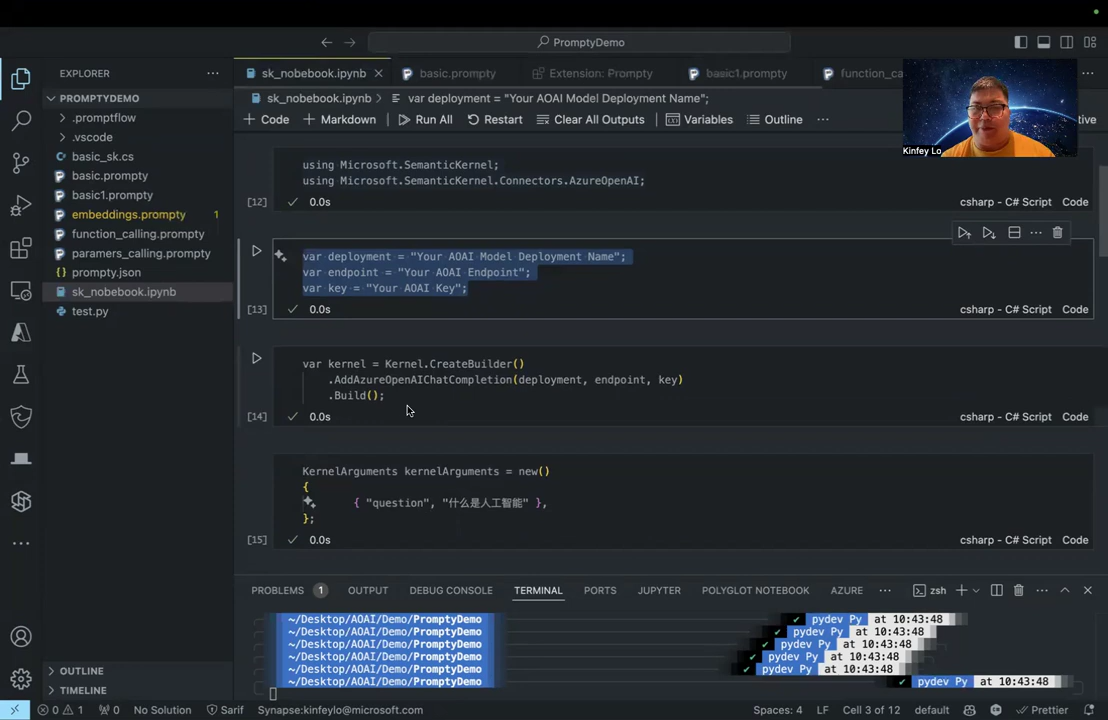 PromptyDemo
EXPLORER
sk_nobebook.ipynb
basic.prompty
Extension: Prompty
basic1.prompty
function_ca
PROMPTYDEMO
sk_nobebook.ipynb > var deployment = "Your AOAI Model Deployment Name";
Code
Markdown
Run All
Restart
Clear All Outputs
Variables
Outline
Kinfey Lo
.promptflow
.vscode
basic_sk.cs
basic.prompty
basic1.prompty
embeddings.prompty
1
function_calling.prompty
paramers_calling.prompty
prompty.json
sk_nobebook.ipynb
test.py
using Microsoft.SemanticKernel;
using Microsoft.SemanticKernel.Connectors.AzureOpenAI;
[12]
0.0s
csharp - C# Script
Code
var deployment = "Your AOAI Model Deployment Name";
var endpoint = "Your AOAI Endpoint";
var key = "Your AOAI Key";
[13]
0.0s
csharp - C# Script
Code
var kernel = Kernel.CreateBuilder()
.AddAzureOpenAIChatCompletion(deployment, endpoint, key)
.Build();
[14]
0.0s
csharp - C# Script
Code
KernelArguments kernelArguments = new()
{
{ "question", "什么是人工智能" },
};
[15]
0.0s
csharp - C# Script
Code
PROBLEMS
1
OUTPUT
DEBUG CONSOLE
TERMINAL
PORTS
JUPYTER
POLYGLOT NOTEBOOK
AZURE
zsh
~/Desktop/AOAI/Demo/PromptyDemo
pydev Py
at 10:43:48
~/Desktop/AOAI/Demo/PromptyDemo
pydev Py
at 10:43:48
~/Desktop/AOAI/Demo/PromptyDemo
pydev Py
at 10:43:48
~/Desktop/AOAI/Demo/PromptyDemo
pydev Py
at 10:43:48
~/Desktop/AOAI/Demo/PromptyDemo
pydev Py
at 10:43:48
~/Desktop/AOAI/Demo/PromptyDemo
pydev Py
at 10:43:48
OUTLINE
TIMELINE
0
1
0
No Solution
Sarif
Synapse:kinfeylo@microsoft.com
Spaces: 4
LF
Cell 3 of 12
default
Prettier